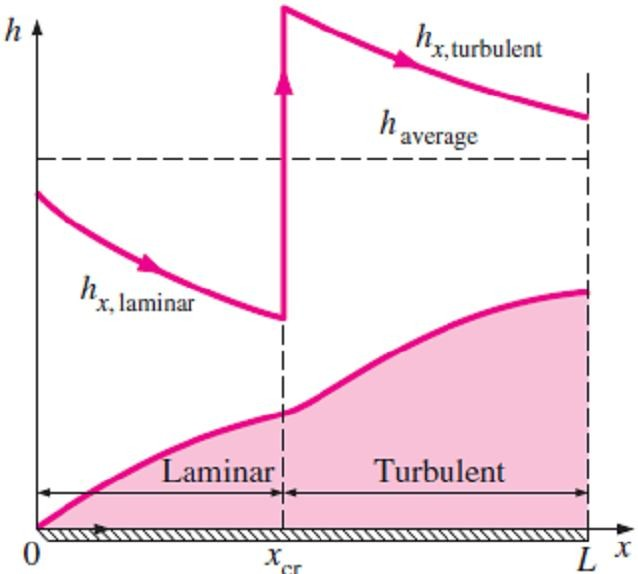 h
h_x, turbulent
h_average
h_x, laminar
Laminar
Turbulent
0
x_cr
L
x